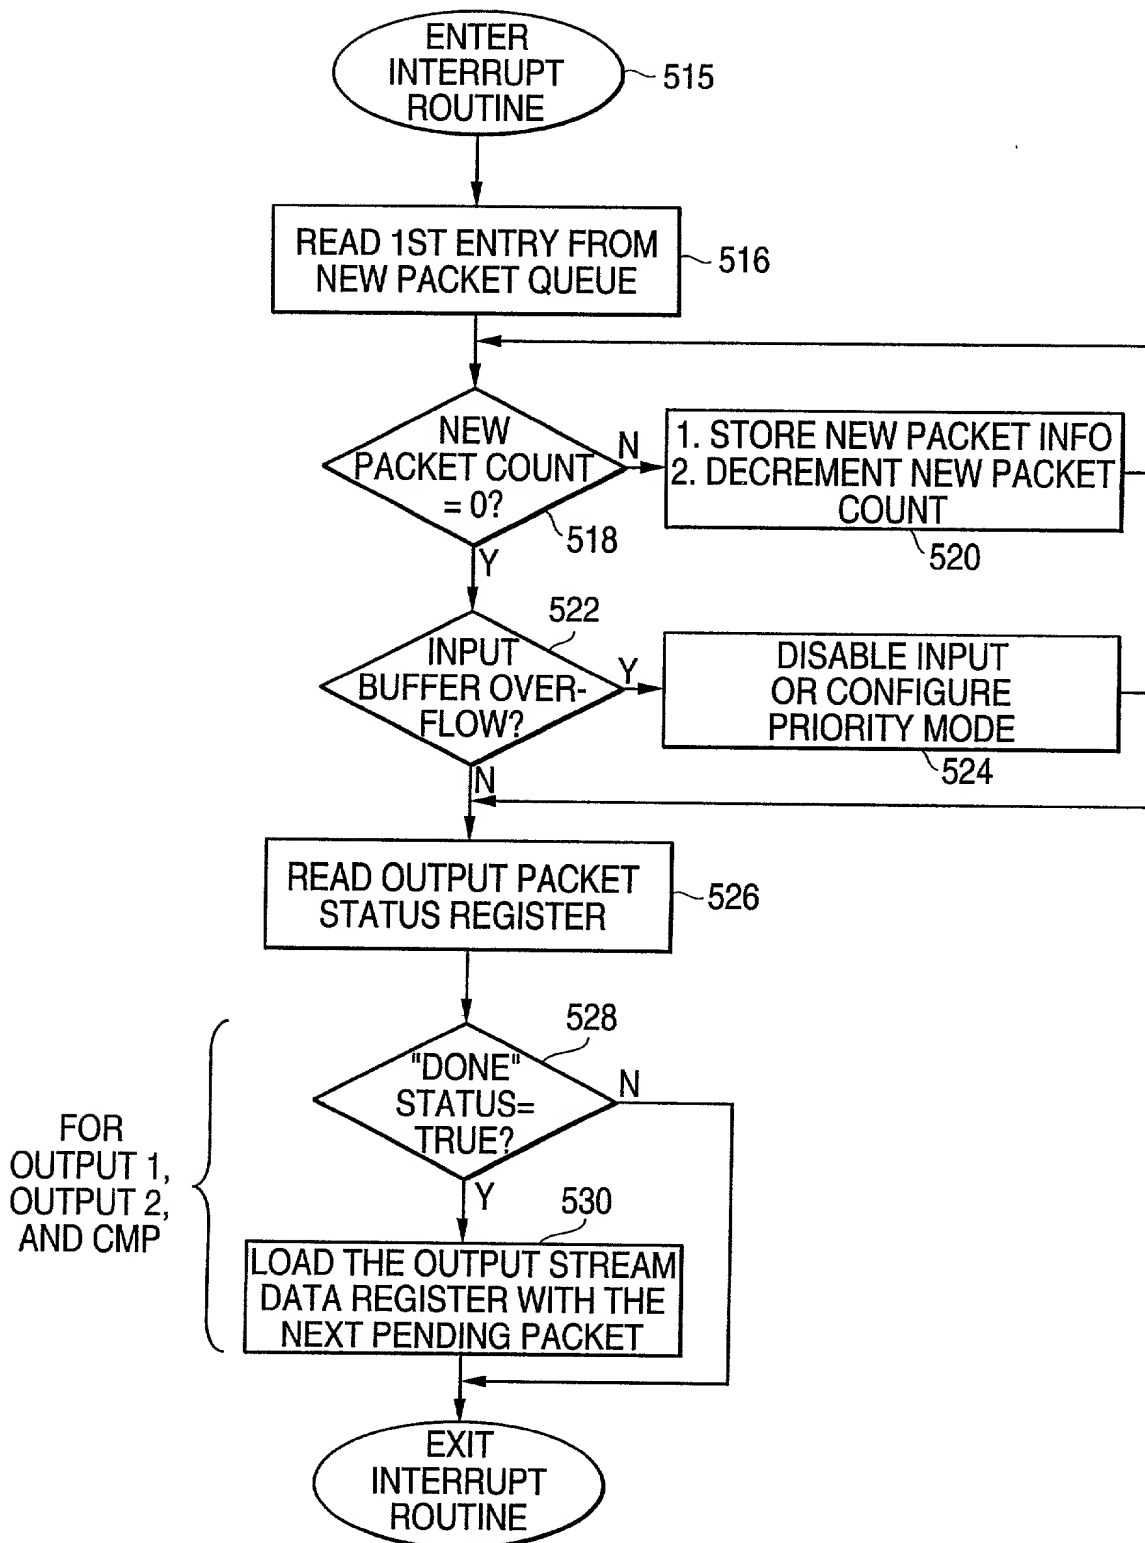 ENTER
INTERRUPT
ROUTINE
515
READ 1ST ENTRY FROM
NEW PACKET QUEUE
516
NEW
PACKET COUNT
= 0?
518
N
Y
1. STORE NEW PACKET INFO
2. DECREMENT NEW PACKET
COUNT
520
INPUT
BUFFER OVER-
FLOW?
522
Y
N
DISABLE INPUT
OR CONFIGURE
PRIORITY MODE
524
READ OUTPUT PACKET
STATUS REGISTER
526
"DONE"
STATUS=
TRUE?
528
N
Y
FOR
OUTPUT 1,
OUTPUT 2,
AND CMP
530
LOAD THE OUTPUT STREAM
DATA REGISTER WITH THE
NEXT PENDING PACKET
EXIT
INTERRUPT
ROUTINE